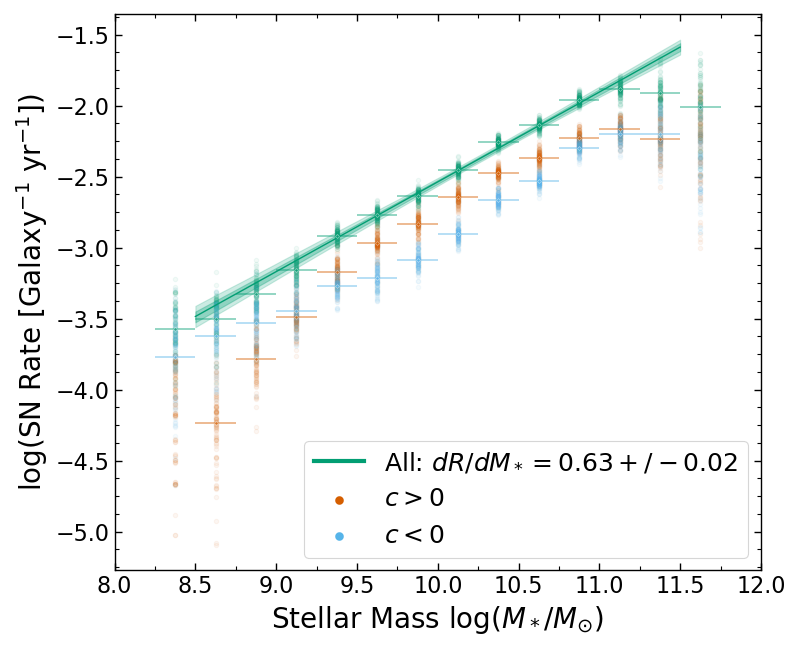 −1.5
−2.0
−2.5
−3.0
−3.5
−4.0
−4.5
−5.0
log(SN Rate [Galaxy⁻¹ yr⁻¹])
All: dR/dM* = 0.63 + / − 0.02
c > 0
c < 0
8.0 8.5 9.0 9.5 10.0 10.5 11.0 11.5 12.0
Stellar Mass log(M*/M⊙)